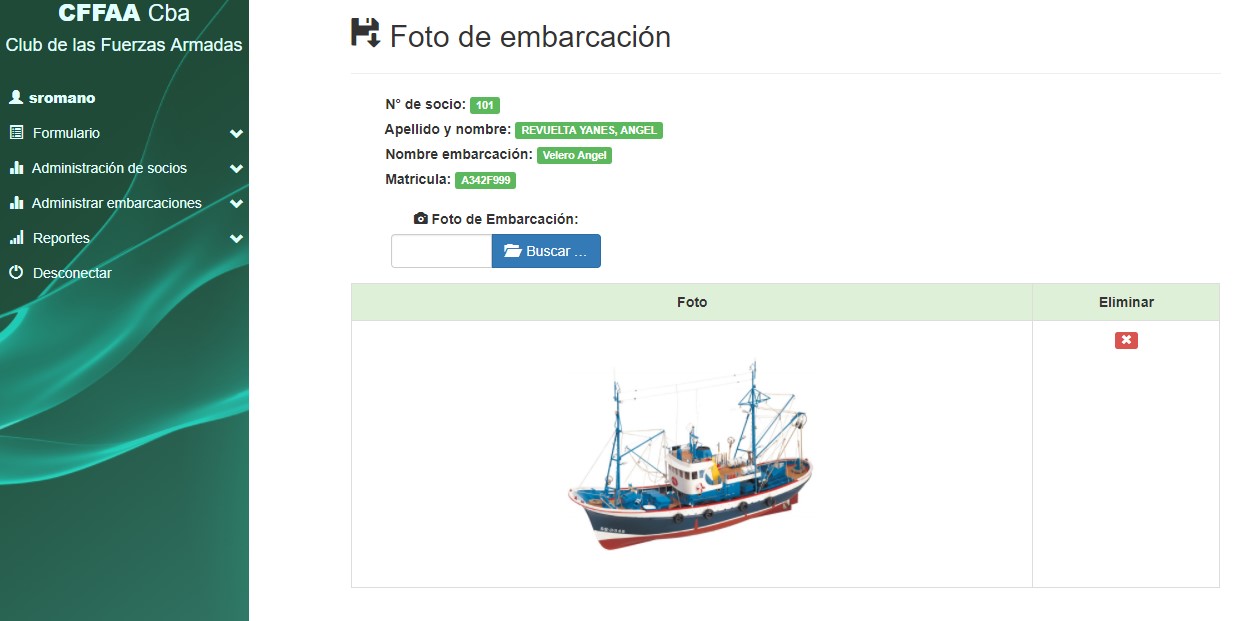 CFFAA Cba
Club de las Fuerzas Armadas
sromano
Formulario
Administración de socios
Administrar embarcaciones
Reportes
Desconectar
Foto de embarcación
N° de socio: 101
Apellido y nombre: REVUELTA YANES, ANGEL
Nombre embarcación: Velero Angel
Matricula: A342F999
Foto de Embarcación:
Buscar ...
Foto Eliminar